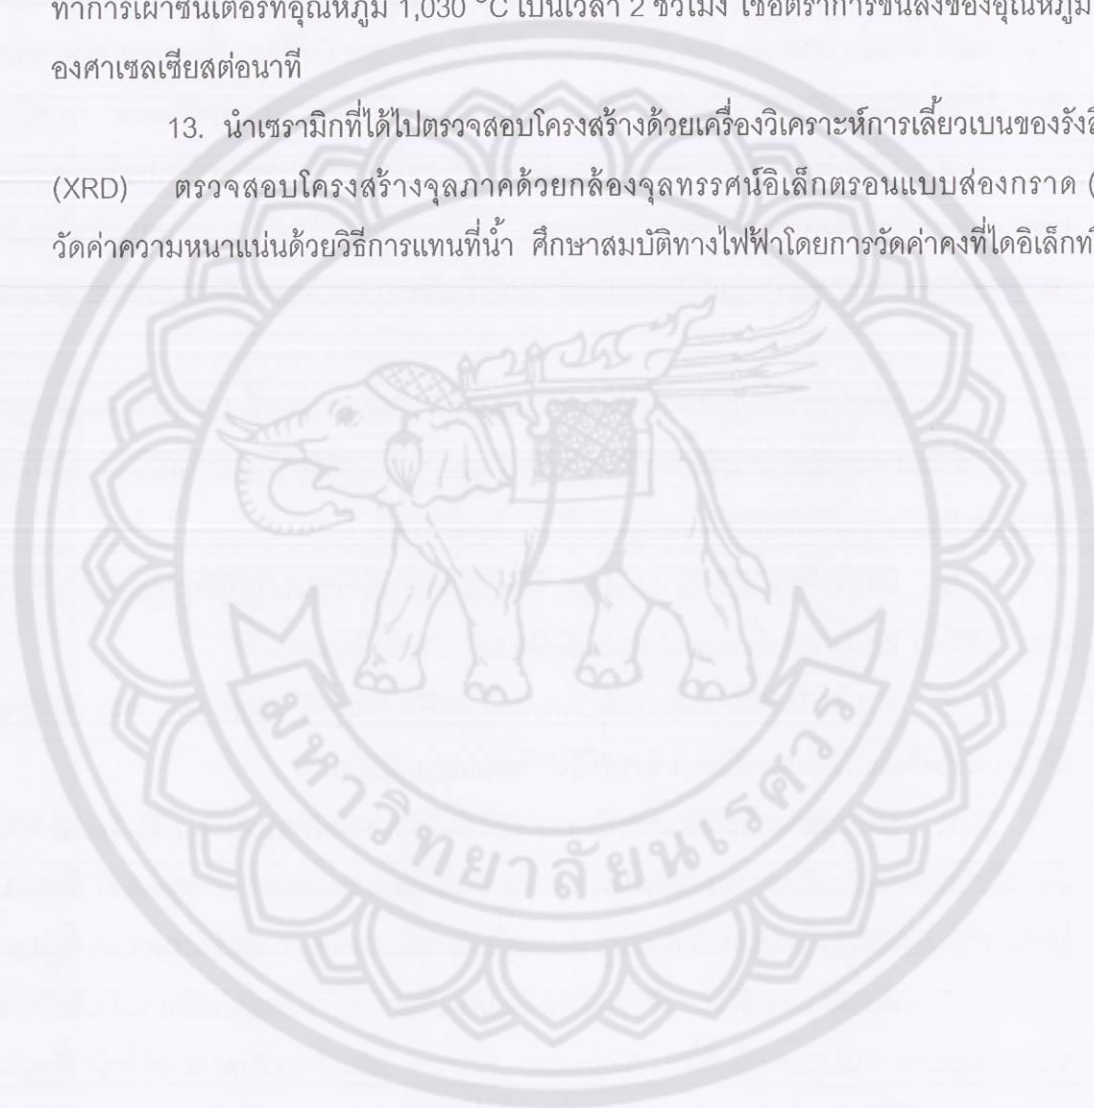 ทำการเผาซินเตอร์ที่อุณหภูมิ 1,030 °C เป็นเวลา 2 ชั่วโมง ใช้อัตราการขึ้นลงของอุณหภูมิ
องศาเซลเซียสต่อนาที
13. นำเซรามิกที่ได้ไปตรวจสอบโครงสร้างด้วยเครื่องวิเคราะห์การเลี้ยวเบนของรังสี
(XRD) ตรวจสอบโครงสร้างจุลภาคด้วยกล้องจุลทรรศน์อิเล็กตรอนแบบส่องกราด (
วัดค่าความหนาแน่นด้วยวิธีการแทนที่น้ำ ศึกษาสมบัติทางไฟฟ้าโดยการวัดค่าคงที่ไดอิเล็กท
มหาวิทยาลัยนเรศวร